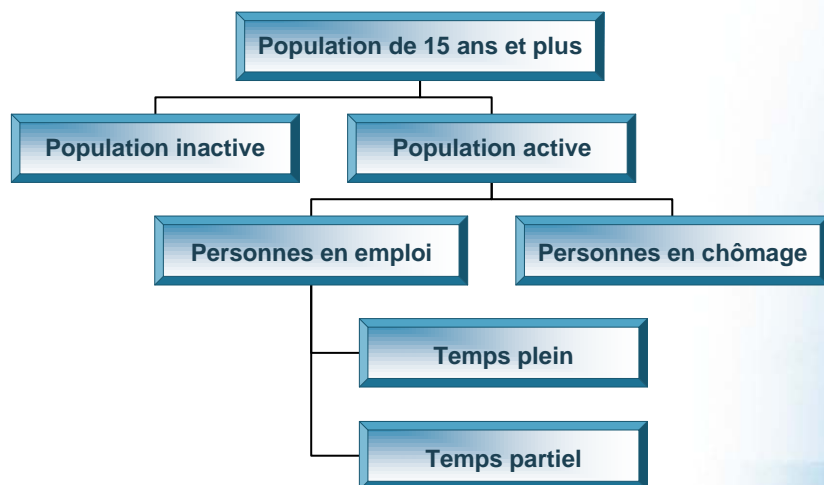 Population de 15 ans et plus
Population inactive
Population active
Personnes en emploi
Personnes en chômage
Temps plein
Temps partiel